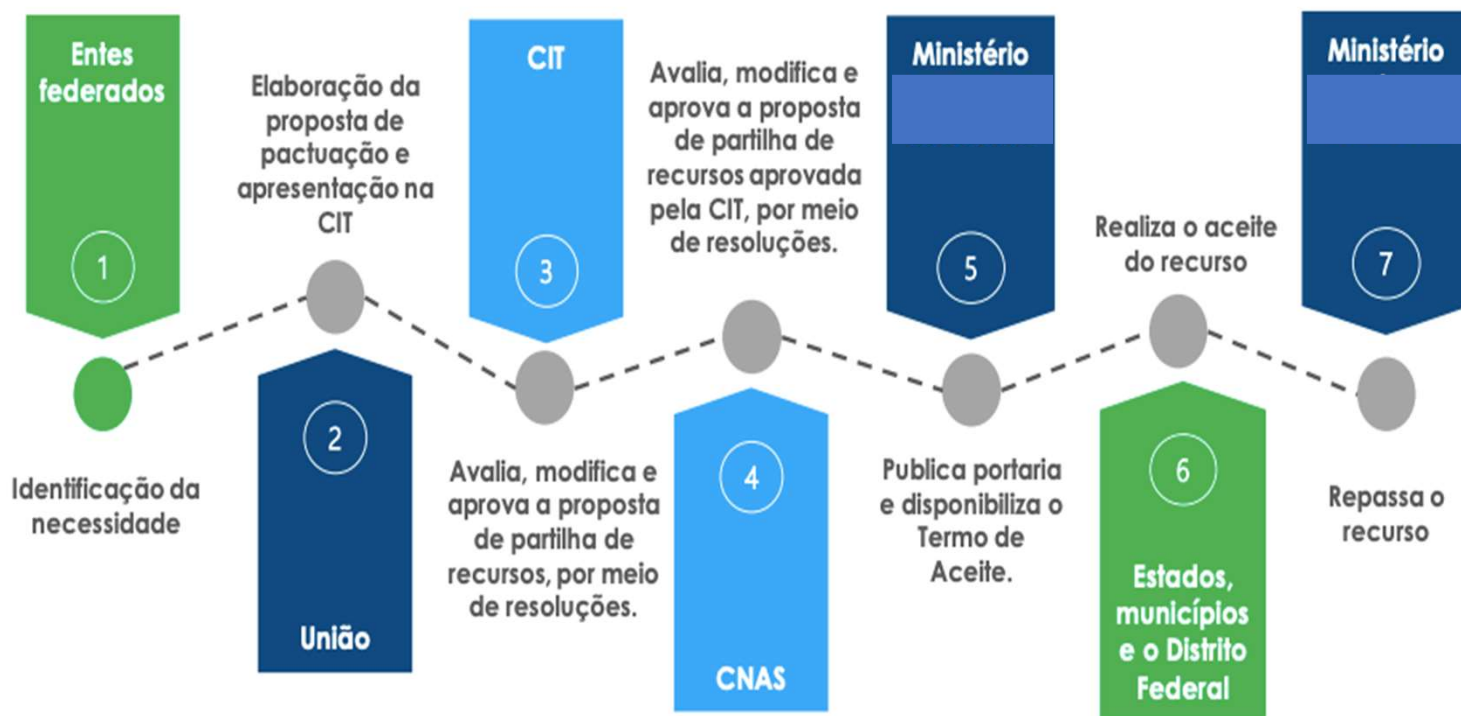 Entes
federados
1
Identificação da
necessidade
Elaboração da
proposta de
pactuação e
apresentação na
CIT
2
União
CIT
3
Avalia, modifica e
aprova a proposta
de partilha de
recursos, por meio
de resoluções.
Avalia, modifica e
aprova a proposta
de partilha de
recursos aprovada
pela CIT, por meio
de resoluções.
4
CNAS
Ministério
5
Publica portaria
e disponibiliza o
Termo de
Aceite.
Realiza o aceite
do recurso
6
Estados,
municípios
e o Distrito
Federal
Ministério
7
Repassa o
recurso